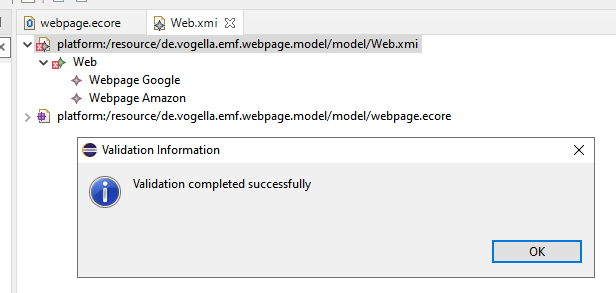 webpage.ecore
Web.xmi
platform:/resource/de.vogella.emf.webpage.model/model/Web.xmi
Web
Webpage Google
Webpage Amazon
platform:/resource/de.vogella.emf.webpage.model/model/webpage.ecore
Validation Information
Validation completed successfully
OK